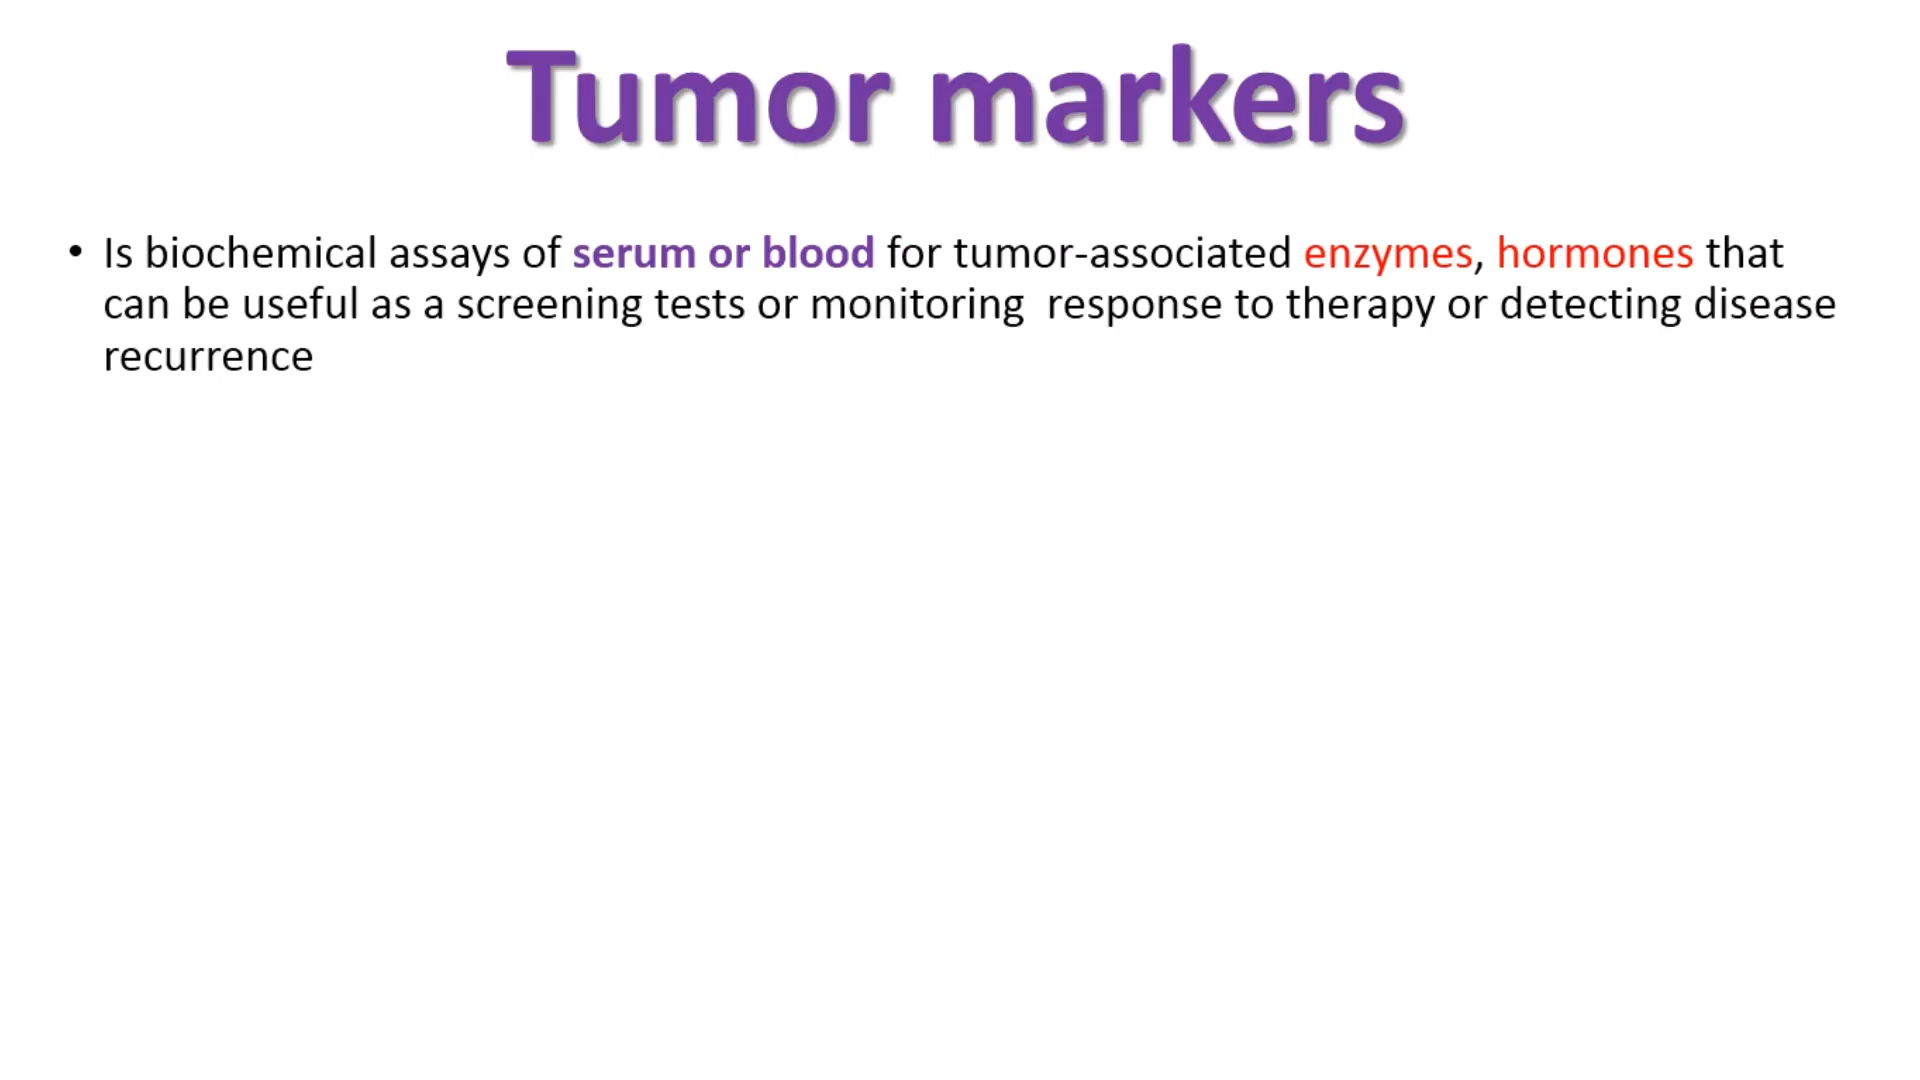 Tumor markers
• Is biochemical assays of serum or blood for tumor-associated enzymes, hormones that
can be useful as a screening tests or monitoring  response to therapy or detecting disease
recurrence